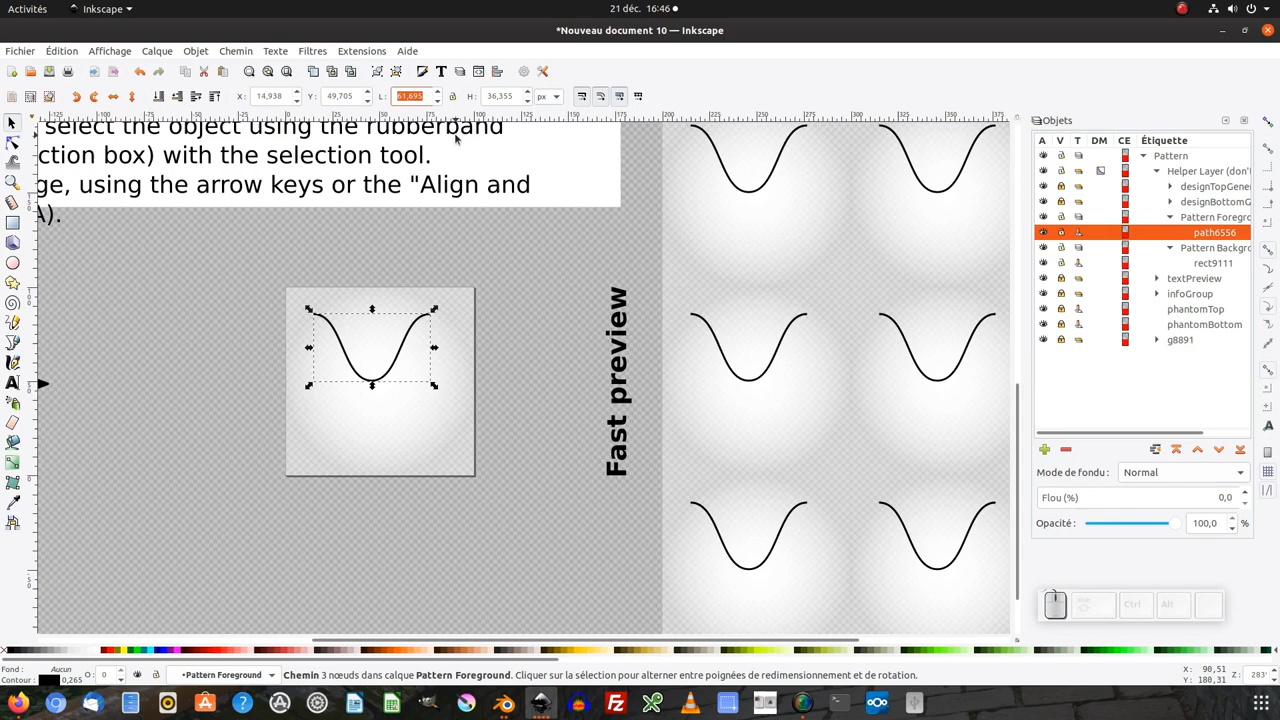 Activités
Inkscape
21 déc. 16:46
*Nouveau document 10 — Inkscape
Fichier Édition Affichage Calque Objet Chemin Texte Filtres Extensions Aide
X: 14,938 Y: 49,705 L: 61,695 H: 36,355 px
select the object using the rubberband
ction box) with the selection tool.
ge, using the arrow keys or the "Align and
A).
Fast preview
Objets
A V T DM CE Étiquette
Pattern
Helper Layer (don'
designTopGene
designBottomG
Pattern Foregro
path6556
Pattern Backgro
rect9111
textPreview
infoGroup
phantomTop
phantomBottom
g8891
Mode de fondu : Normal
Flou (%) 0,0
Opacité : 100,0 %
Ctrl Alt
Fond : Aucun
Contour : 0,265
O: 0
•Pattern Foreground
Chemin 3 nœuds dans calque Pattern Foreground. Cliquer sur la sélection pour alterner entre poignées de redimensionnement et de rotation.
X: 90,51
Y: 180,31
Z: 283